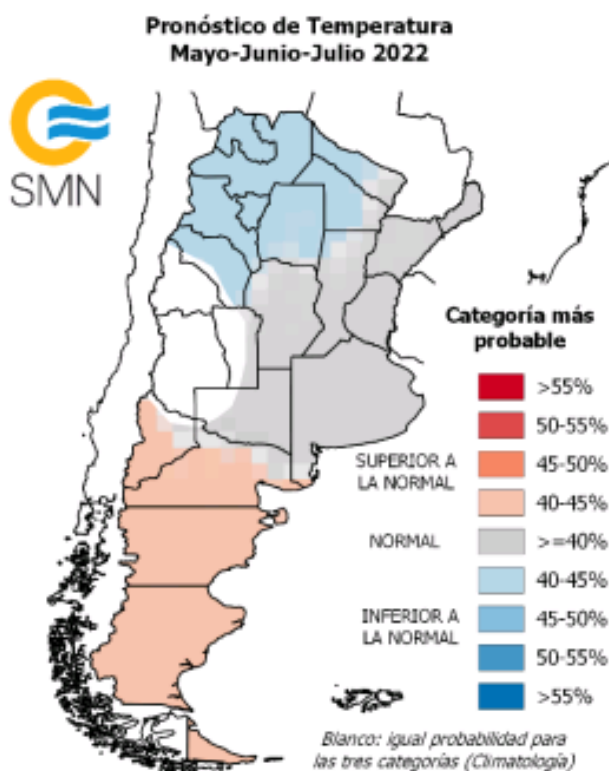 Pronóstico de Temperatura
Mayo-Junio-Julio 2022
SMN
Categoría más
probable
>55%
50-55%
SUPERIOR A
LA NORMAL
45-50%
40-45%
NORMAL
>=40%
40-45%
INFERIOR A
LA NORMAL
45-50%
50-55%
>55%
Blanco: igual probabilidad para
las tres categorías (Climatología)